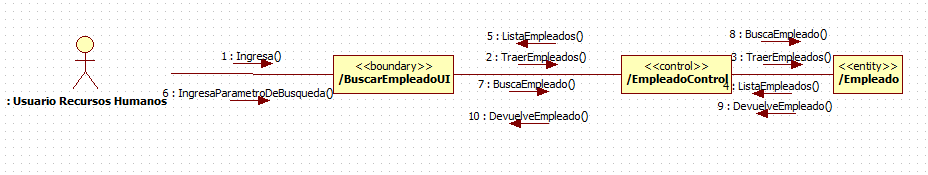 5 : ListaEmpleados()
8 : BuscaEmpleado()
1 : Ingresa()
2 : TraerEmpleados()
3 : TraerEmpleados()
<<boundary>>
/BuscarEmpleadoUI
<<control>>
/EmpleadoControl
<<entity>>
/Empleado
: Usuario Recursos Humanos
6 : IngresaParametroDeBusqueda()
7 : BuscaEmpleado()
4 : ListaEmpleados()
9 : DevuelveEmpleado()
10 : DevuelveEmpleado()